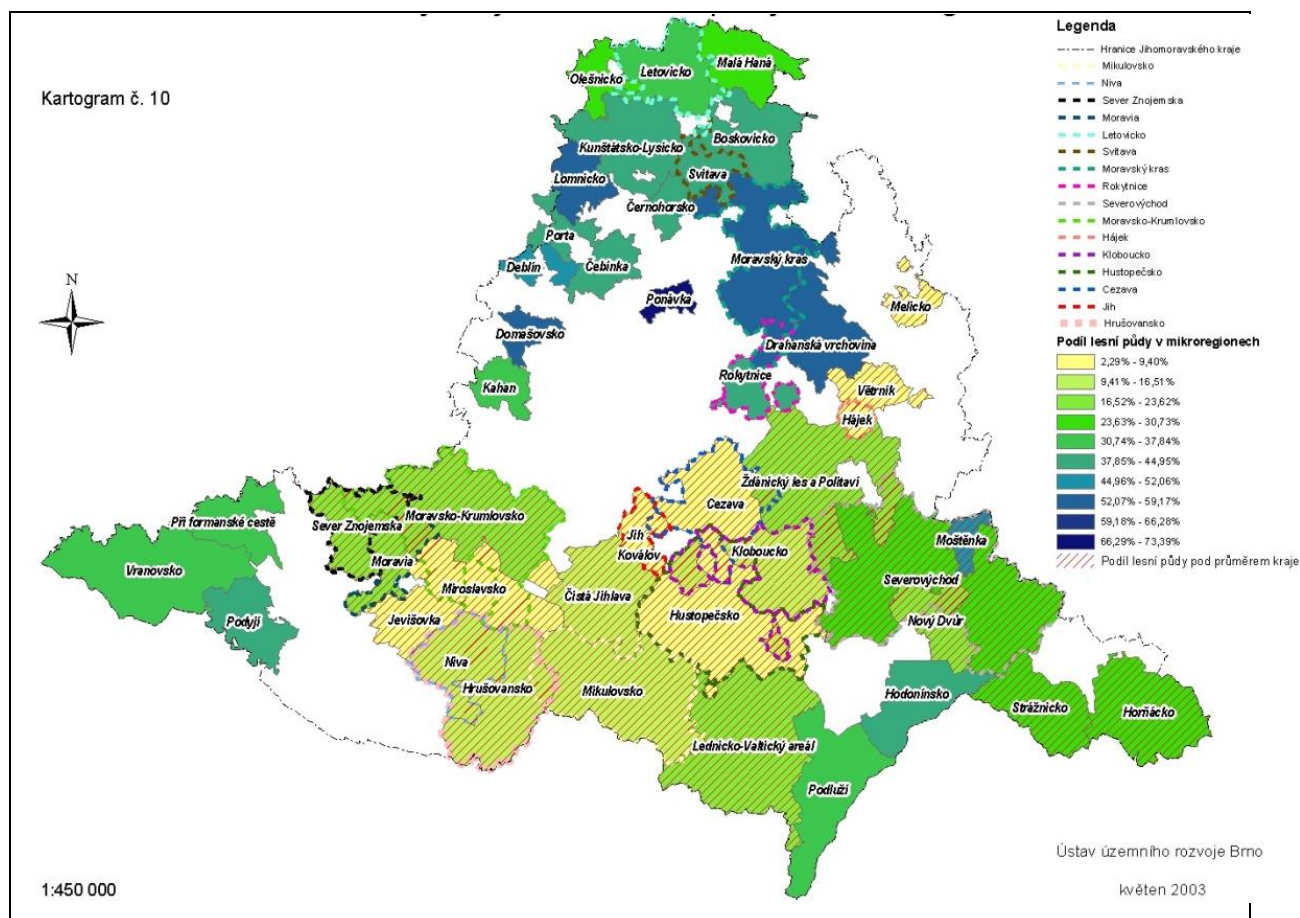 Kartogram č. 10
N
Olešnicko
Letovicko
Malá Haná
Kunštátsko-Lysicko
Boskovicko
Svitava
Lomnicko
Černohorsko
Porta
Deblín
Čebínka
Moravský kras
Ponávka
Melicko
Domašovsko
Drahanská vrchovina
Rokytnice
Kahan
Větrník
Hájek
Ždánický les a Politaví
Cezava
Sever Znojemska
Moravsko-Krumlovsko
Při formanské cestě
Jih
Kloboucko
Moštěnka
Koválov
Moravia
Vranovsko
Severovýchod
Miroslavsko
Čistá Jihlava
Hustopečsko
Nový Dvůr
Podyjí
Jevišovka
Niva
Hrušovansko
Mikulovsko
Hodonínsko
Strážnicko
Horňácko
Lednicko-Valtický areál
Podluží
1:450 000
Legenda
Hranice Jihomoravského kraje
Mikulovsko
Niva
Sever Znojemska
Moravia
Letovicko
Svitava
Moravský kras
Rokytnice
Severovýchod
Moravsko-Krumlovsko
Hájek
Kloboucko
Hustopečsko
Cezava
Jih
Hrušovansko
Podíl lesní půdy v mikroregionech
2,29% - 9,40%
9,41% - 16,51%
16,52% - 23,62%
23,63% - 30,73%
30,74% - 37,84%
37,85% - 44,95%
44,96% - 52,06%
52,07% - 59,17%
59,18% - 66,28%
66,29% - 73,39%
Podíl lesní půdy pod průměrem kraje
Ústav územního rozvoje Brno
květen 2003